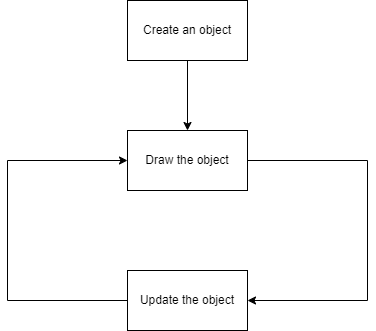 Create an object
Draw the object
Update the object